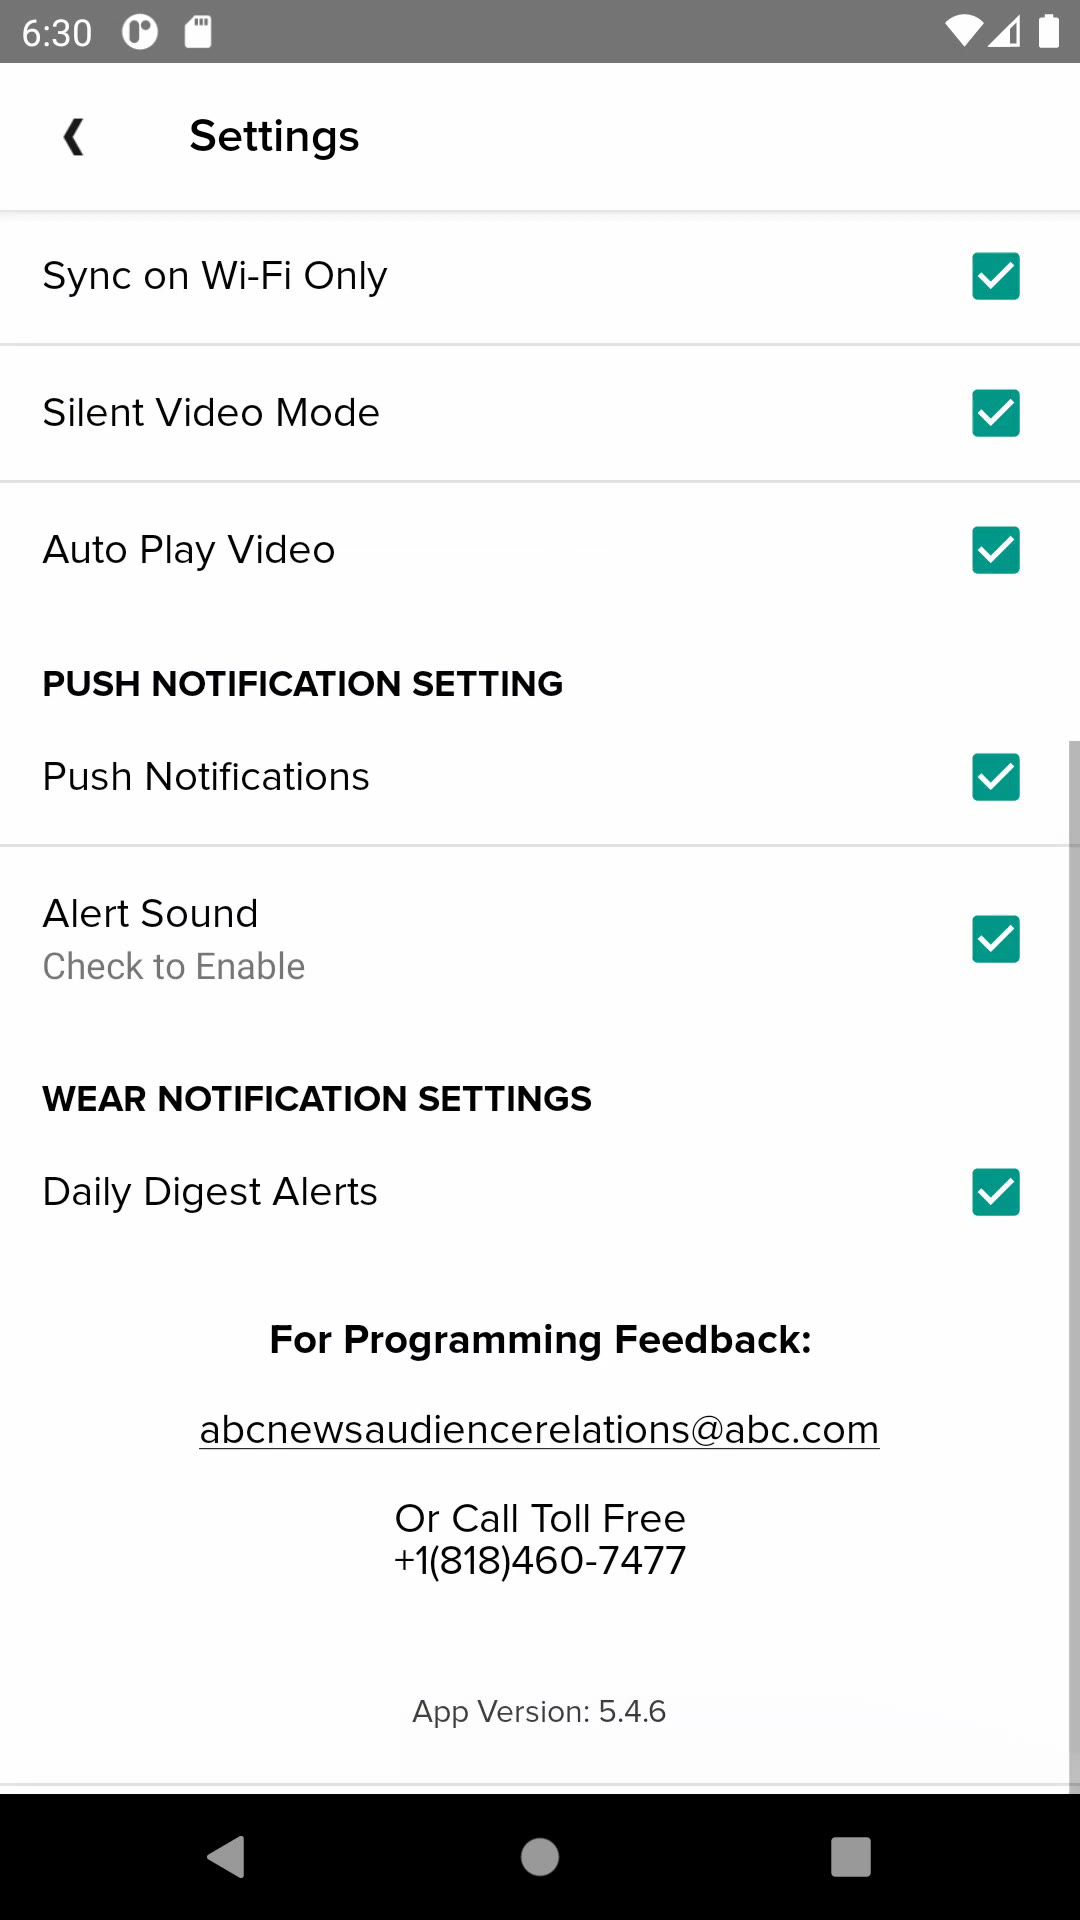 6:30
Settings
Sync on Wi-Fi Only
Silent Video Mode
Auto Play Video
PUSH NOTIFICATION SETTING
Push Notifications
Alert Sound
Check to Enable
WEAR NOTIFICATION SETTINGS
Daily Digest Alerts
For Programming Feedback:
abcnewsaudiencerelations@abc.com
Or Call Toll Free
+1(818)460-7477
App Version: 5.4.6